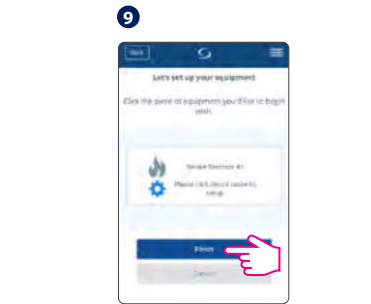 9
Back
Let's set up your equipment
Click the piece of equipment you'd like to begin
with.
Please click device name to
setup
Finish
Cancel